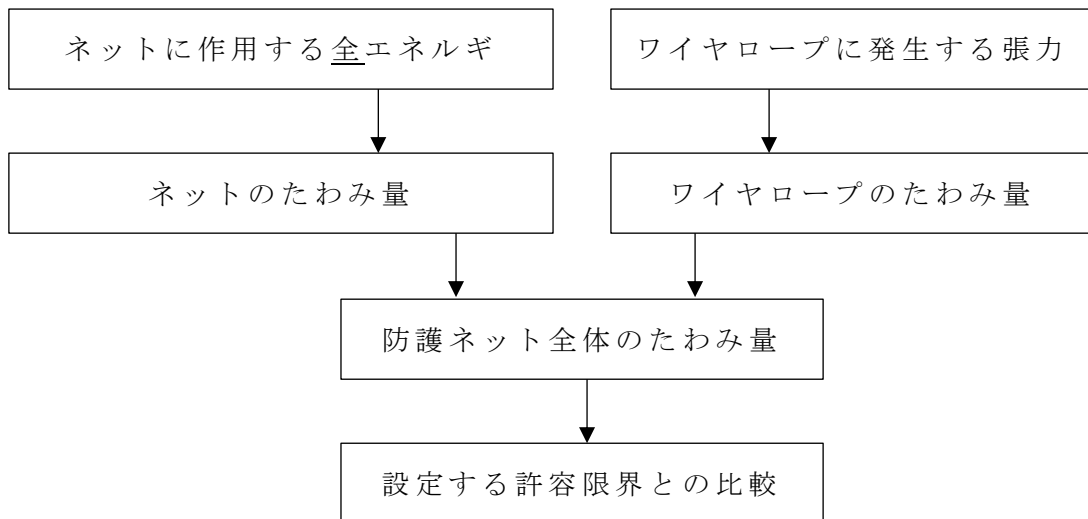 ネットに作用する全エネルギ
ワイヤロープに発生する張力
ネットのたわみ量
ワイヤロープのたわみ量
防護ネット全体のたわみ量
設定する許容限界との比較